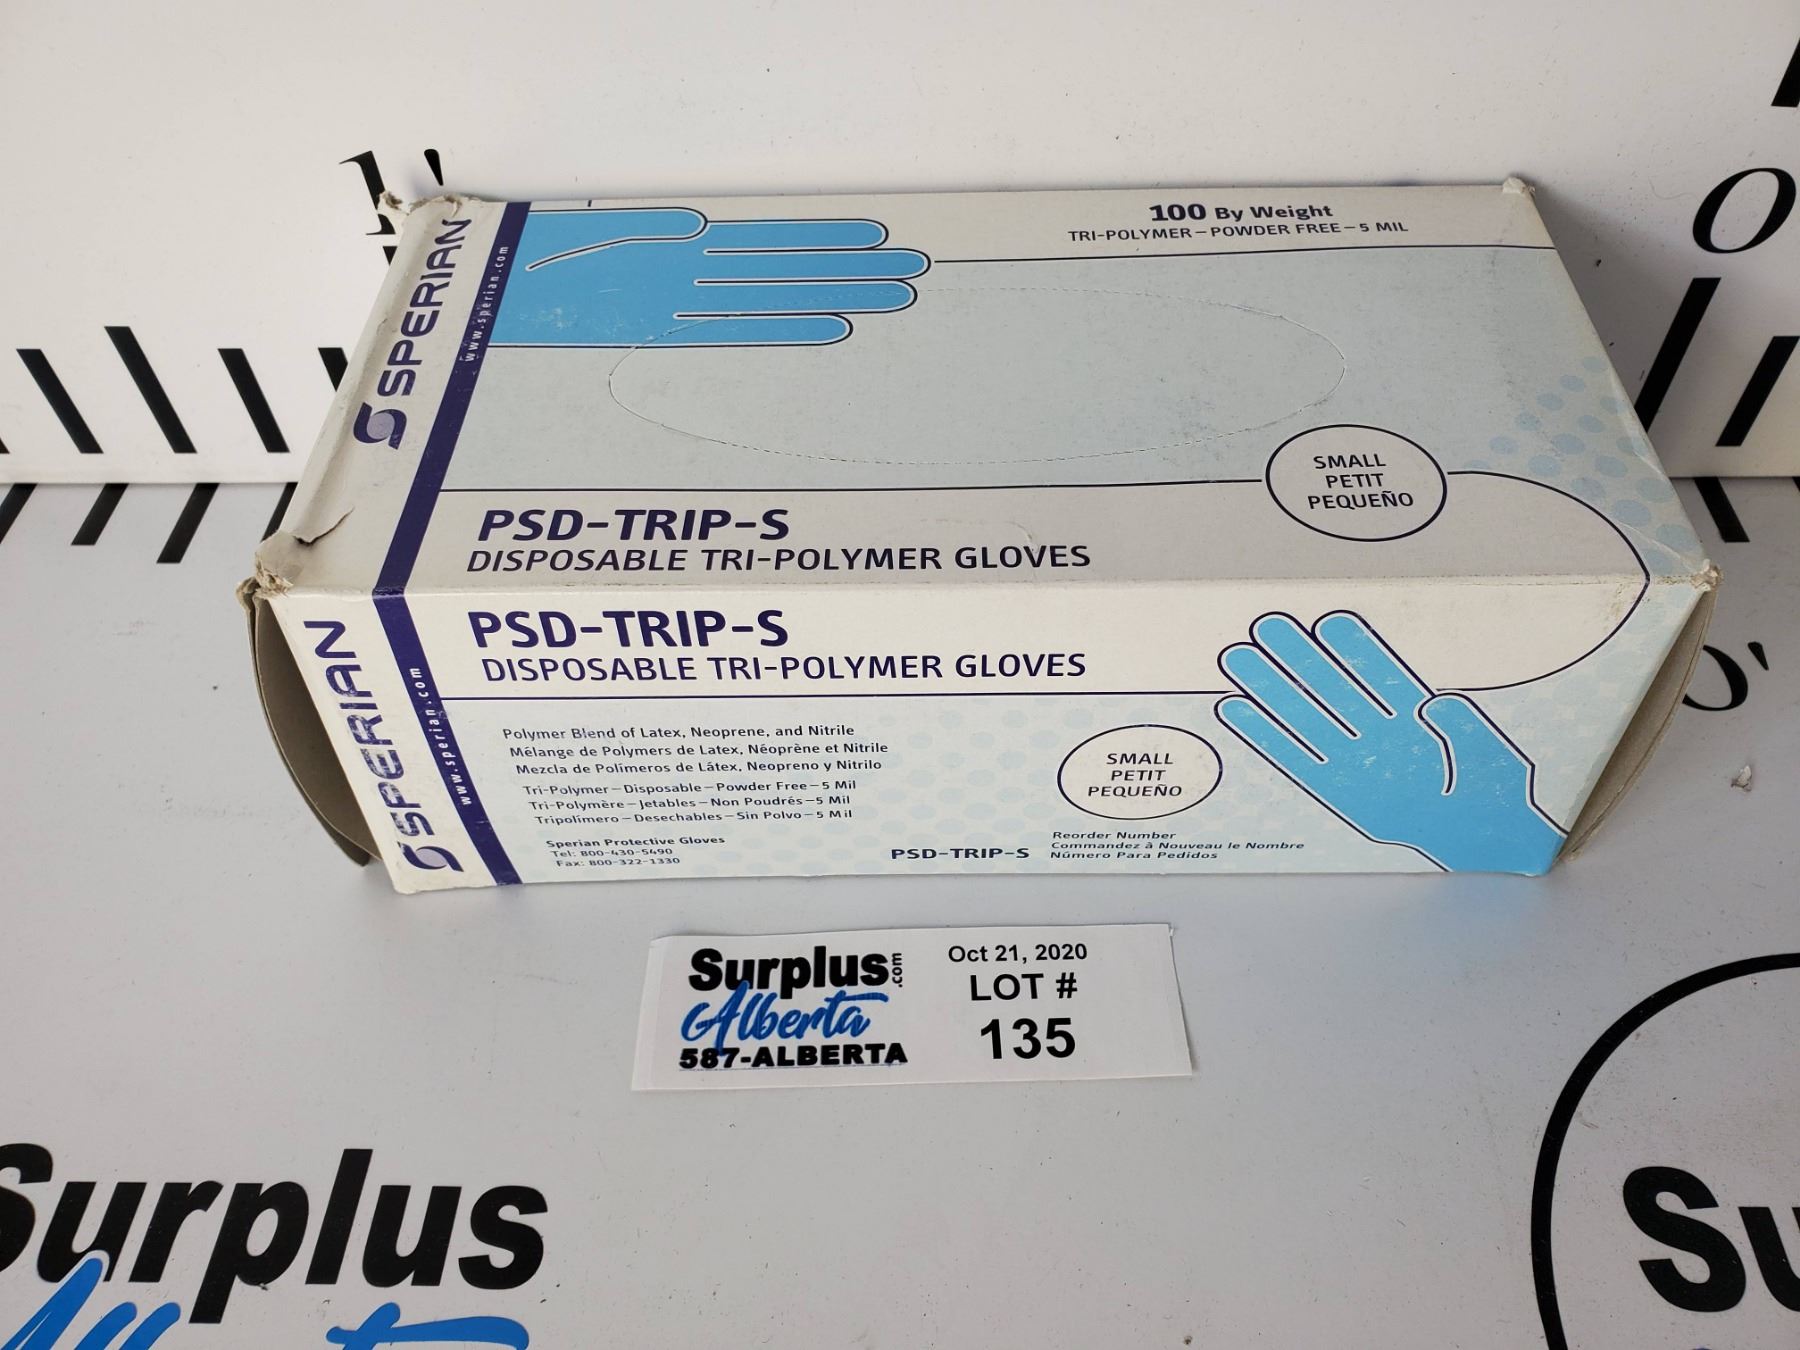 1'
0
0'
SPERIAN
www.sperian.com
100 By Weight
TRI-POLYMER – POWDER FREE – 5 MIL
SMALL
PETIT
PEQUEÑO
PSD-TRIP-S
DISPOSABLE TRI-POLYMER GLOVES
SPERIAN
www.sperian.com
PSD-TRIP-S
DISPOSABLE TRI-POLYMER GLOVES
Polymer Blend of Latex, Neoprene, and Nitrile
Mélange de Polymers de Latex, Néoprène et Nitrile
Mezcla de Polímeros de Látex, Neopreno y Nitrilo
Tri-Polymer – Disposable – Powder Free – 5 Mil
Tri-Polymère – Jetables – Non Poudrés – 5 Mil
Tripolímero – Desechables – Sin Polvo – 5 Mil
Sperian Protective Gloves
Tel: 800-430-5490
Fax: 800-322-1330
SMALL
PETIT
PEQUEÑO
PSD-TRIP-S
Reorder Number
Commandez à Nouveau le Nombre
Número Para Pedidos
Surplus.com
Alberta
587-ALBERTA
Oct 21, 2020
LOT #
135
Surplus
Su